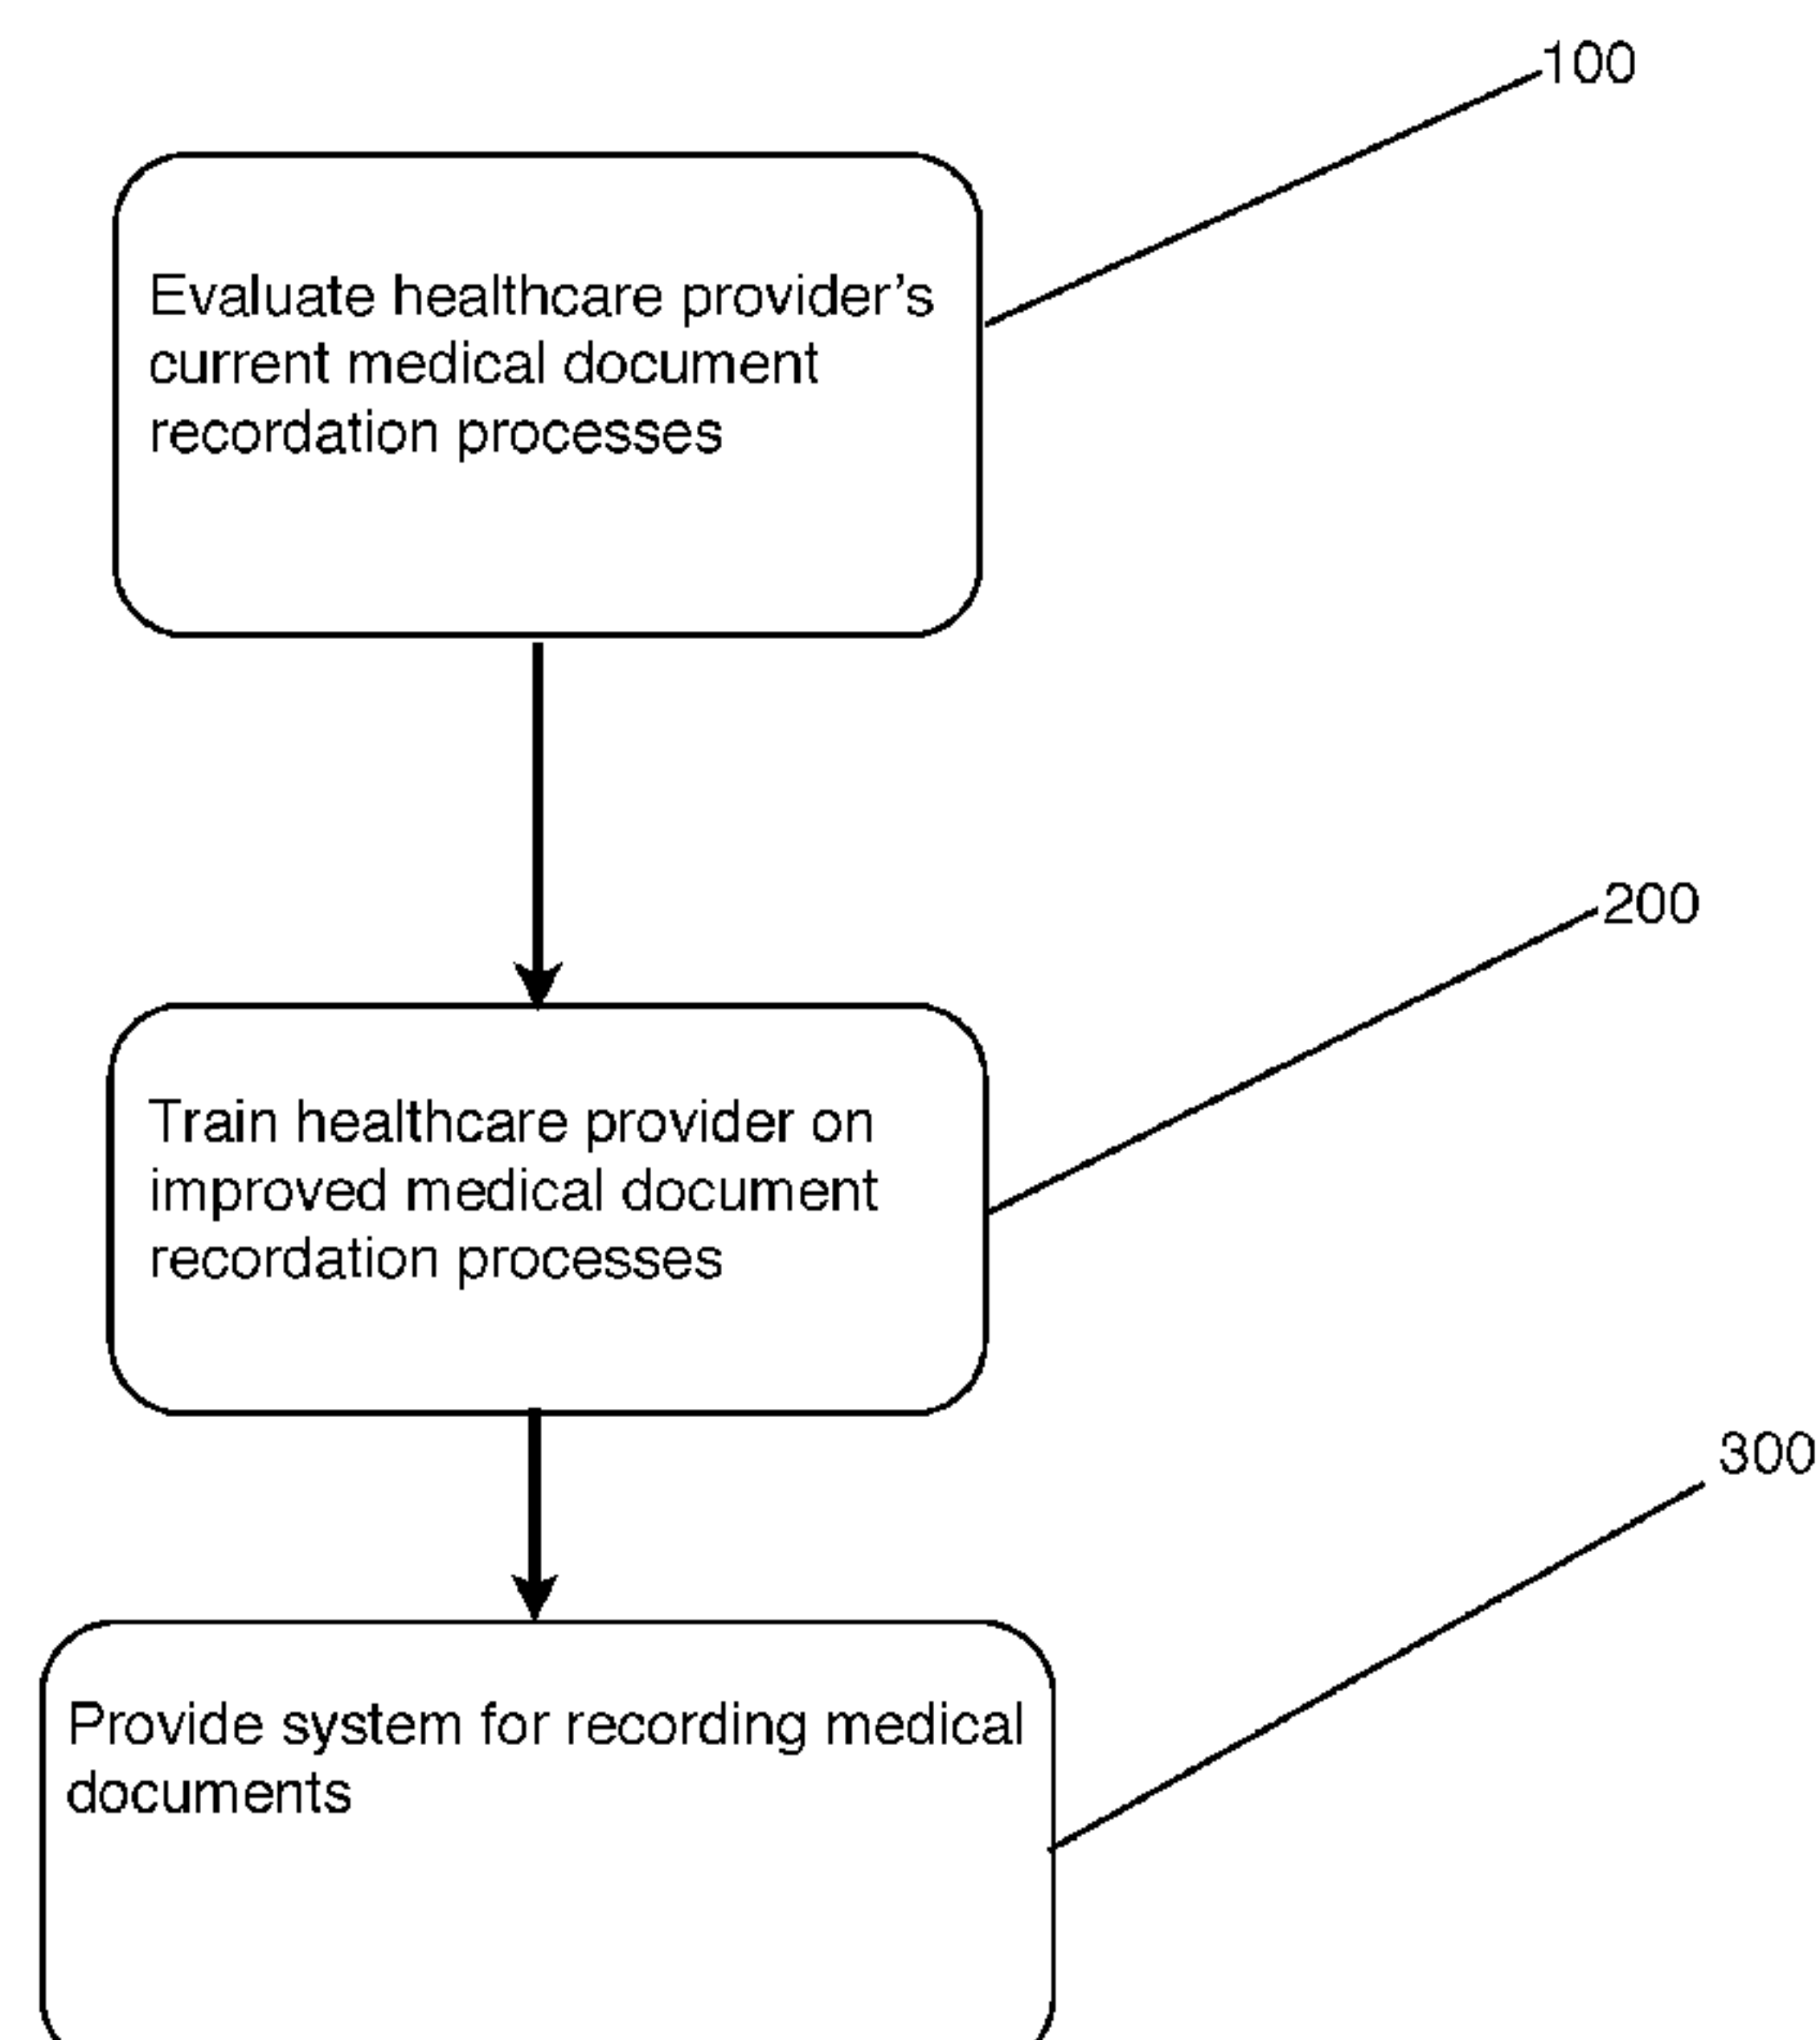 100
Evaluate healthcare provider's
current medical document
recordation processes
200
Train healthcare provider on
improved medical document
recordation processes
300
Provide system for recording medical
documents